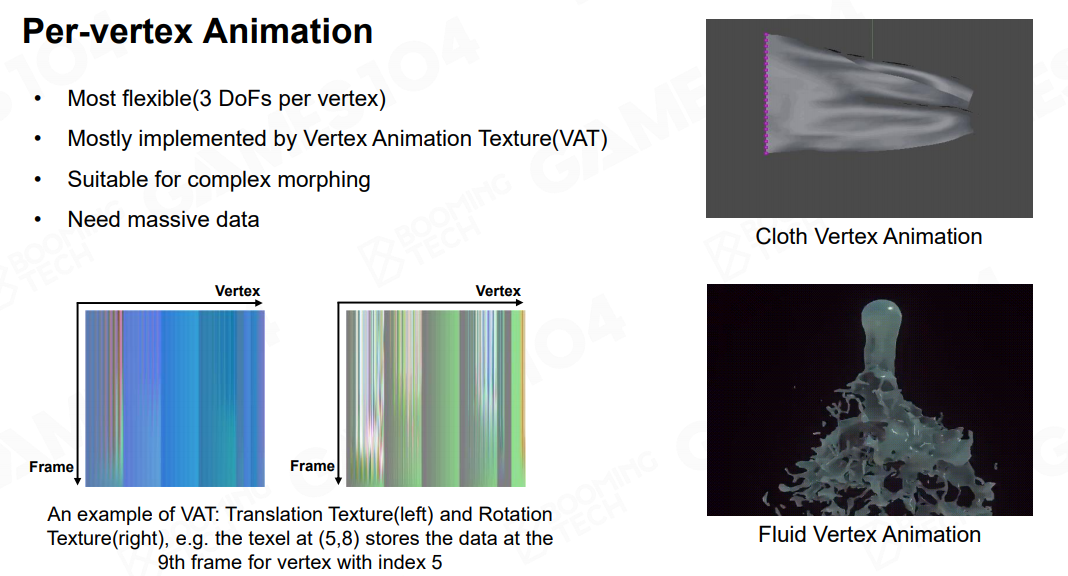 Per-vertex Animation
• Most flexible(3 DoFs per vertex)
• Mostly implemented by Vertex Animation Texture(VAT)
• Suitable for complex morphing
• Need massive data
Cloth Vertex Animation
Vertex
Frame
Vertex
Frame
An example of VAT: Translation Texture(left) and Rotation
Texture(right), e.g. the texel at (5,8) stores the data at the
9th frame for vertex with index 5
Fluid Vertex Animation
GAMES104
BOOMING
TECH